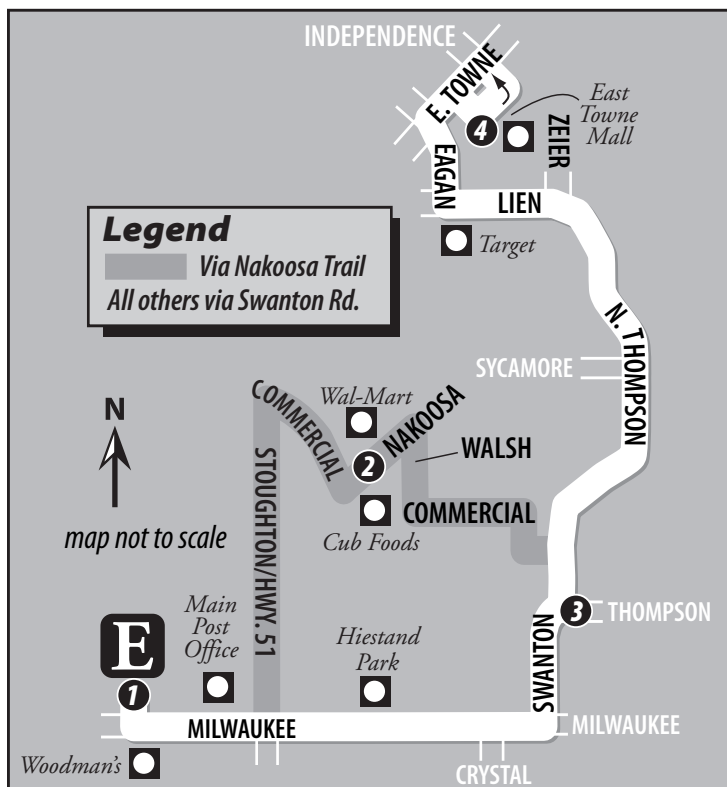 INDEPENDENCE
E. TOWNE
East
Towne
Mall
4
ZEIER
EAGAN
LIEN
Target
Legend
Via Nakoosa Trail
All others via Swanton Rd.
N. THOMPSON
SYCAMORE
N
map not to scale
COMMERCIAL
Wal-Mart
NAKOOSA
2
WALSH
STOUGHTON/HWY. 51
Cub Foods
COMMERCIAL
E
1
Main
Post
Office
Hiestand
Park
3
THOMPSON
SWANTON
MILWAUKEE
MILWAUKEE
Woodman's
CRYSTAL